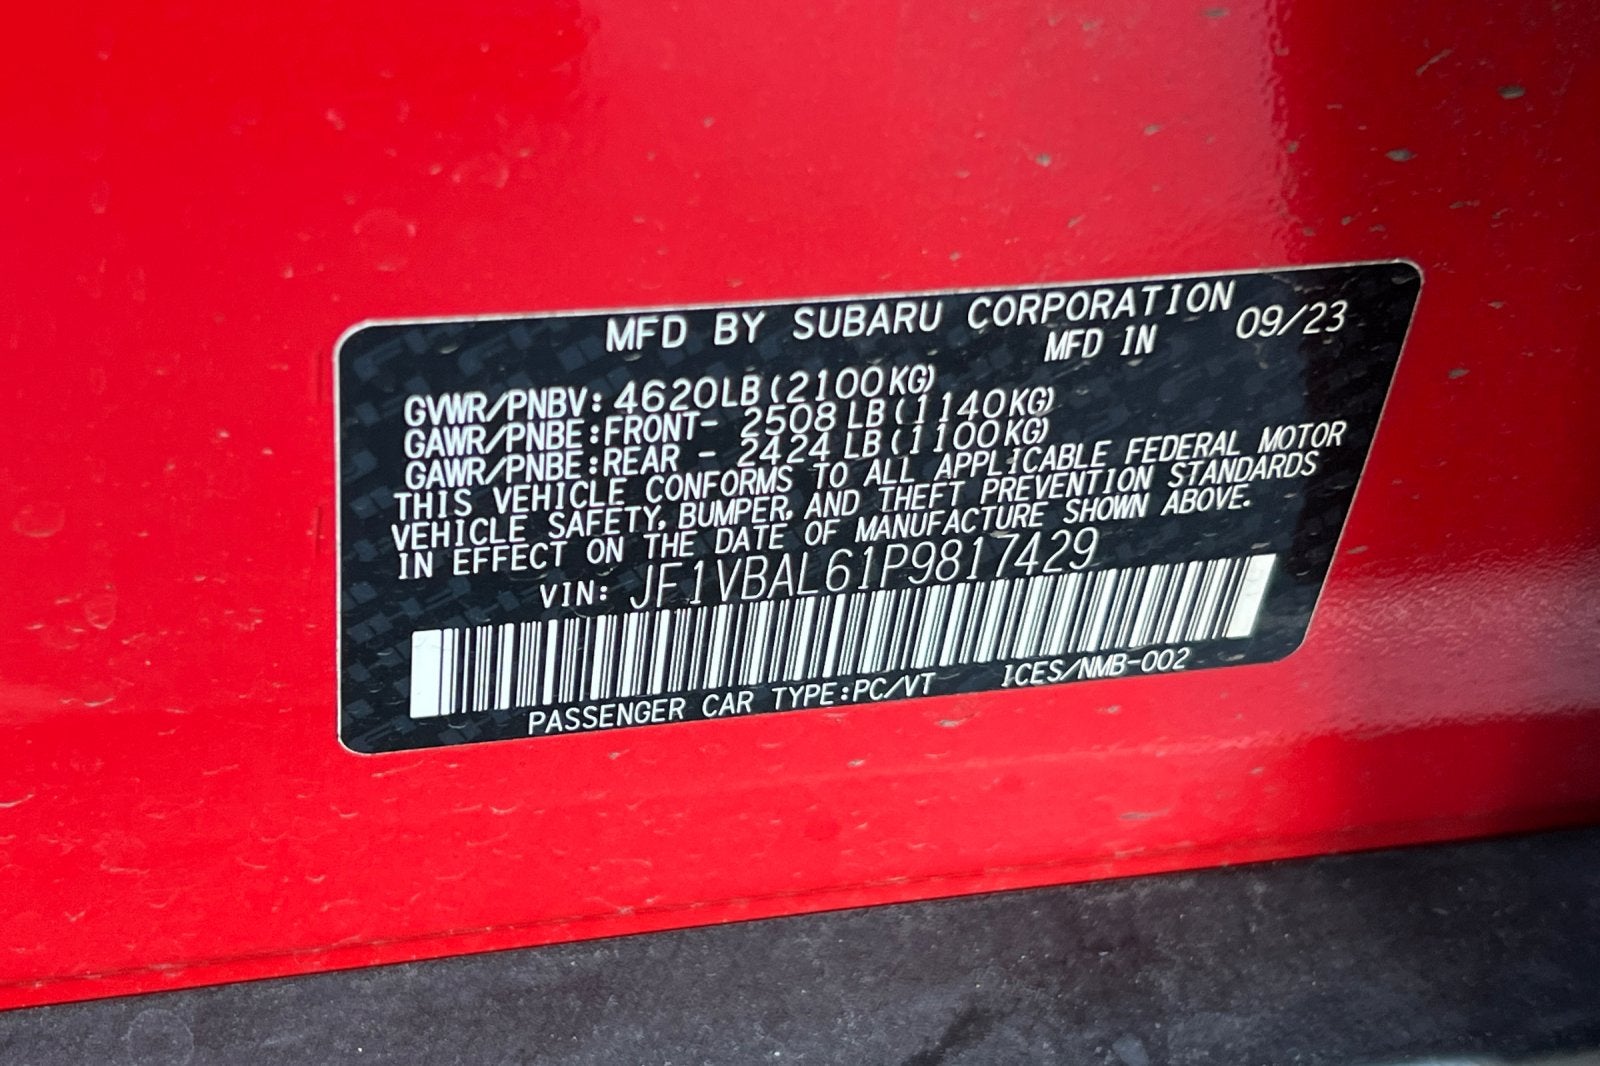 MFD BY SUBARU CORPORATION
MFD IN 09/23
GVWR/PNBV: 4620LB(2100KG)
GAWR/PNBE:FRONT- 2508LB(1140KG)
GAWR/PNBE:REAR - 2424LB(1100KG)
THIS VEHICLE CONFORMS TO ALL APPLICABLE FEDERAL MOTOR
VEHICLE SAFETY, BUMPER, AND THEFT PREVENTION STANDARDS
IN EFFECT ON THE DATE OF MANUFACTURE SHOWN ABOVE.
VIN: JF1VBAL61P9817429
PASSENGER CAR TYPE:PC/VT ICES/NMB-002